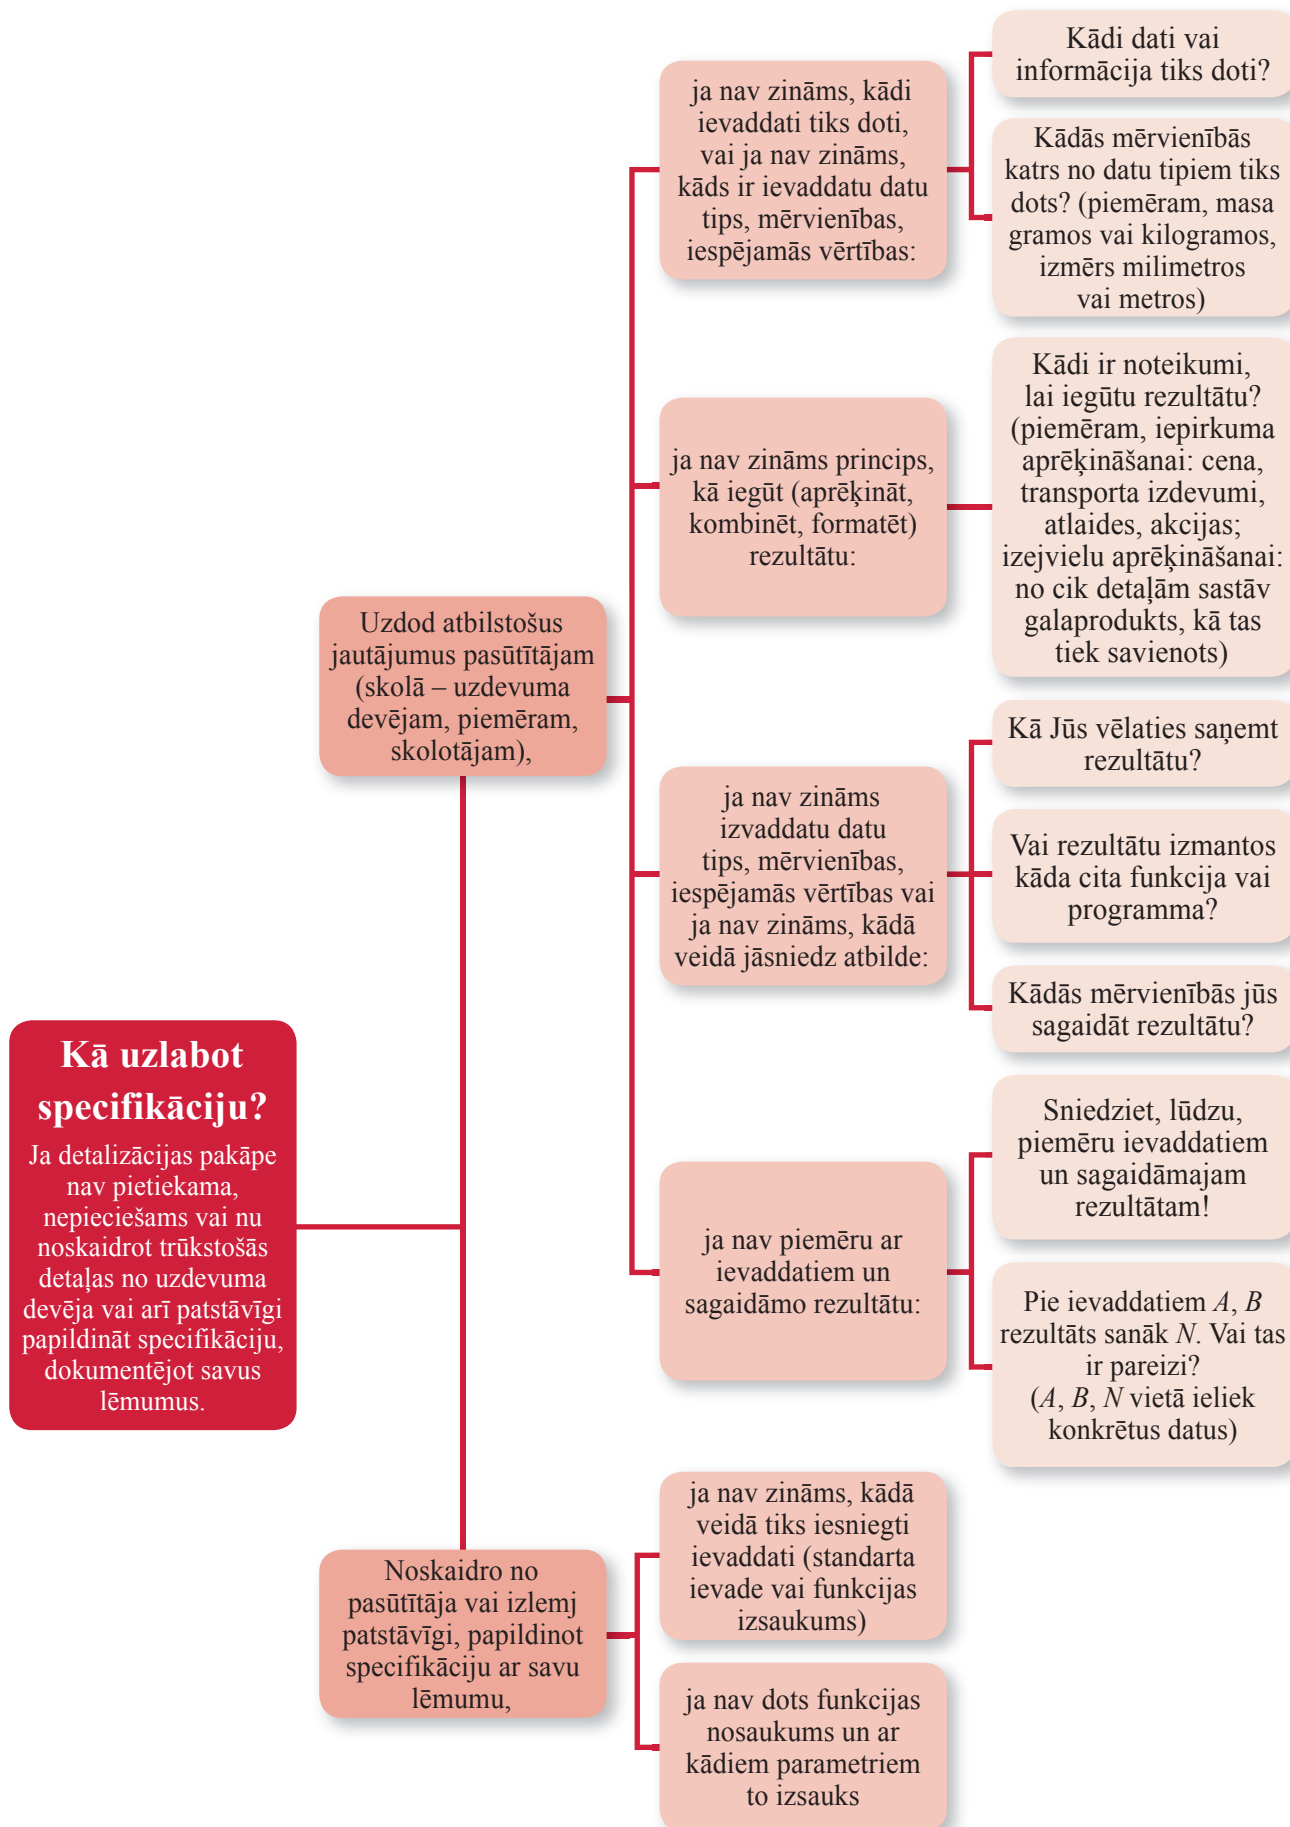 Kā uzlabot
specifikāciju?
Ja detalizācijas pakāpe
nav pietiekama,
nepieciešams vai nu
noskaidrot trūkstošās
detaļas no uzdevuma
devēja vai arī patstāvīgi
papildināt specifikāciju,
dokumentējot savus
lēmumus.
Uzdod atbilstošus
jautājumus pasūtītājam
(skolā – uzdevuma
devējam, piemēram,
skolotājam),
ja nav zināms, kādi
ievaddati tiks doti,
vai ja nav zināms,
kāds ir ievaddatu datu
tips, mērvienības,
iespējamās vērtības:
Kādi dati vai
informācija tiks doti?
Kādās mērvienībās
katrs no datu tipiem tiks
dots? (piemēram, masa
gramos vai kilogramos,
izmērs milimetros
vai metros)
ja nav zināms princips,
kā iegūt (aprēķināt,
kombinēt, formatēt)
rezultātu:
Kādi ir noteikumi,
lai iegūtu rezultātu?
(piemēram, iepirkuma
aprēķināšanai: cena,
transporta izdevumi,
atlaides, akcijas;
izejvielu aprēķināšanai:
no cik detaļām sastāv
galaprodukts, kā tas
tiek savienots)
ja nav zināms
izvaddatu datu
tips, mērvienības,
iespējamās vērtības vai
ja nav zināms, kādā
veidā jāsniedz atbilde:
Kā Jūs vēlaties saņemt
rezultātu?
Vai rezultātu izmantos
kāda cita funkcija vai
programma?
Kādās mērvienībās jūs
sagaidāt rezultātu?
ja nav piemēru ar
ievaddatiem un
sagaidāmo rezultātu:
Sniedziet, lūdzu,
piemēru ievaddatiem
un sagaidāmajam
rezultātam!
Pie ievaddatiem A, B
rezultāts sanāk N. Vai tas
ir pareizi?
(A, B, N vietā ieliek
konkrētus datus)
Noskaidro no
pasūtītāja vai izlemj
patstāvīgi, papildinot
specifikāciju ar savu
lēmumu,
ja nav zināms, kādā
veidā tiks iesniegti
ievaddati (standarta
ievade vai funkcijas
izsaukums)
ja nav dots funkcijas
nosaukums un ar
kādiem parametriem
to izsauks